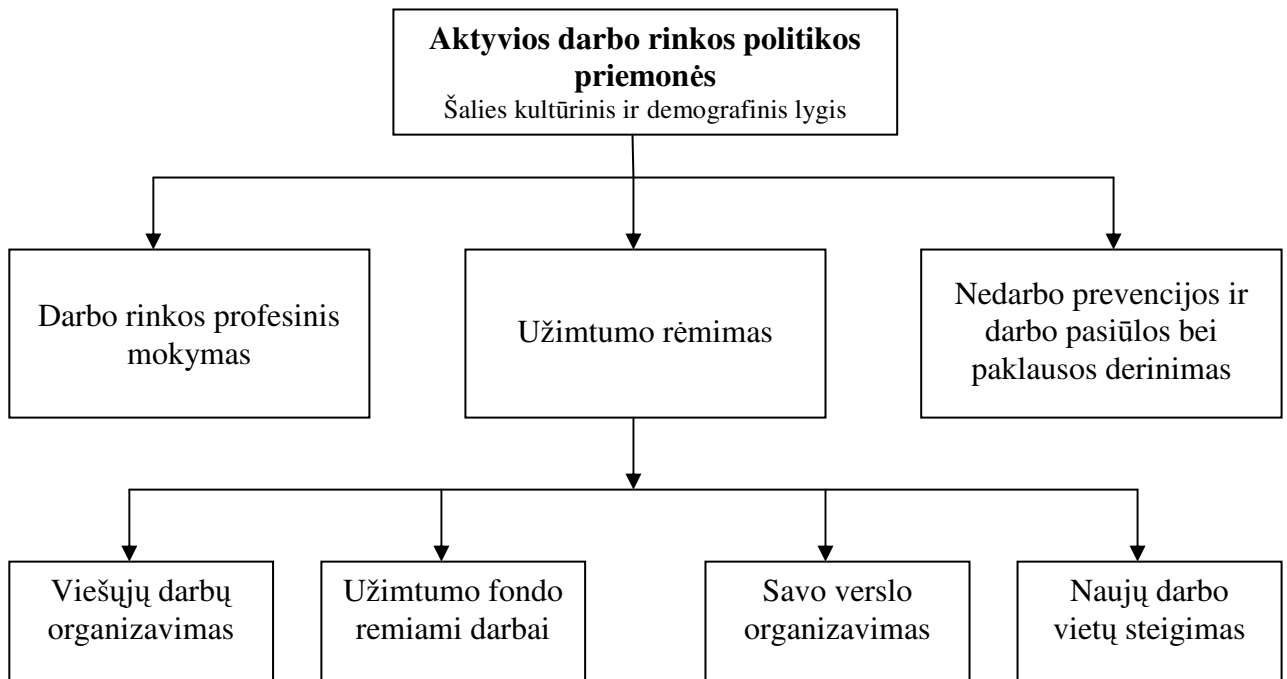 Aktyvios darbo rinkos politikos
priemonės
Šalies kultūrinis ir demografinis lygis
Darbo rinkos profesinis
mokymas
Užimtumo rėmimas
Nedarbo prevencijos ir
darbo pasiūlos bei
paklausos derinimas
Viešųjų darbų
organizavimas
Užimtumo fondo
remiami darbai
Savo verslo
organizavimas
Naujų darbo
vietų steigimas